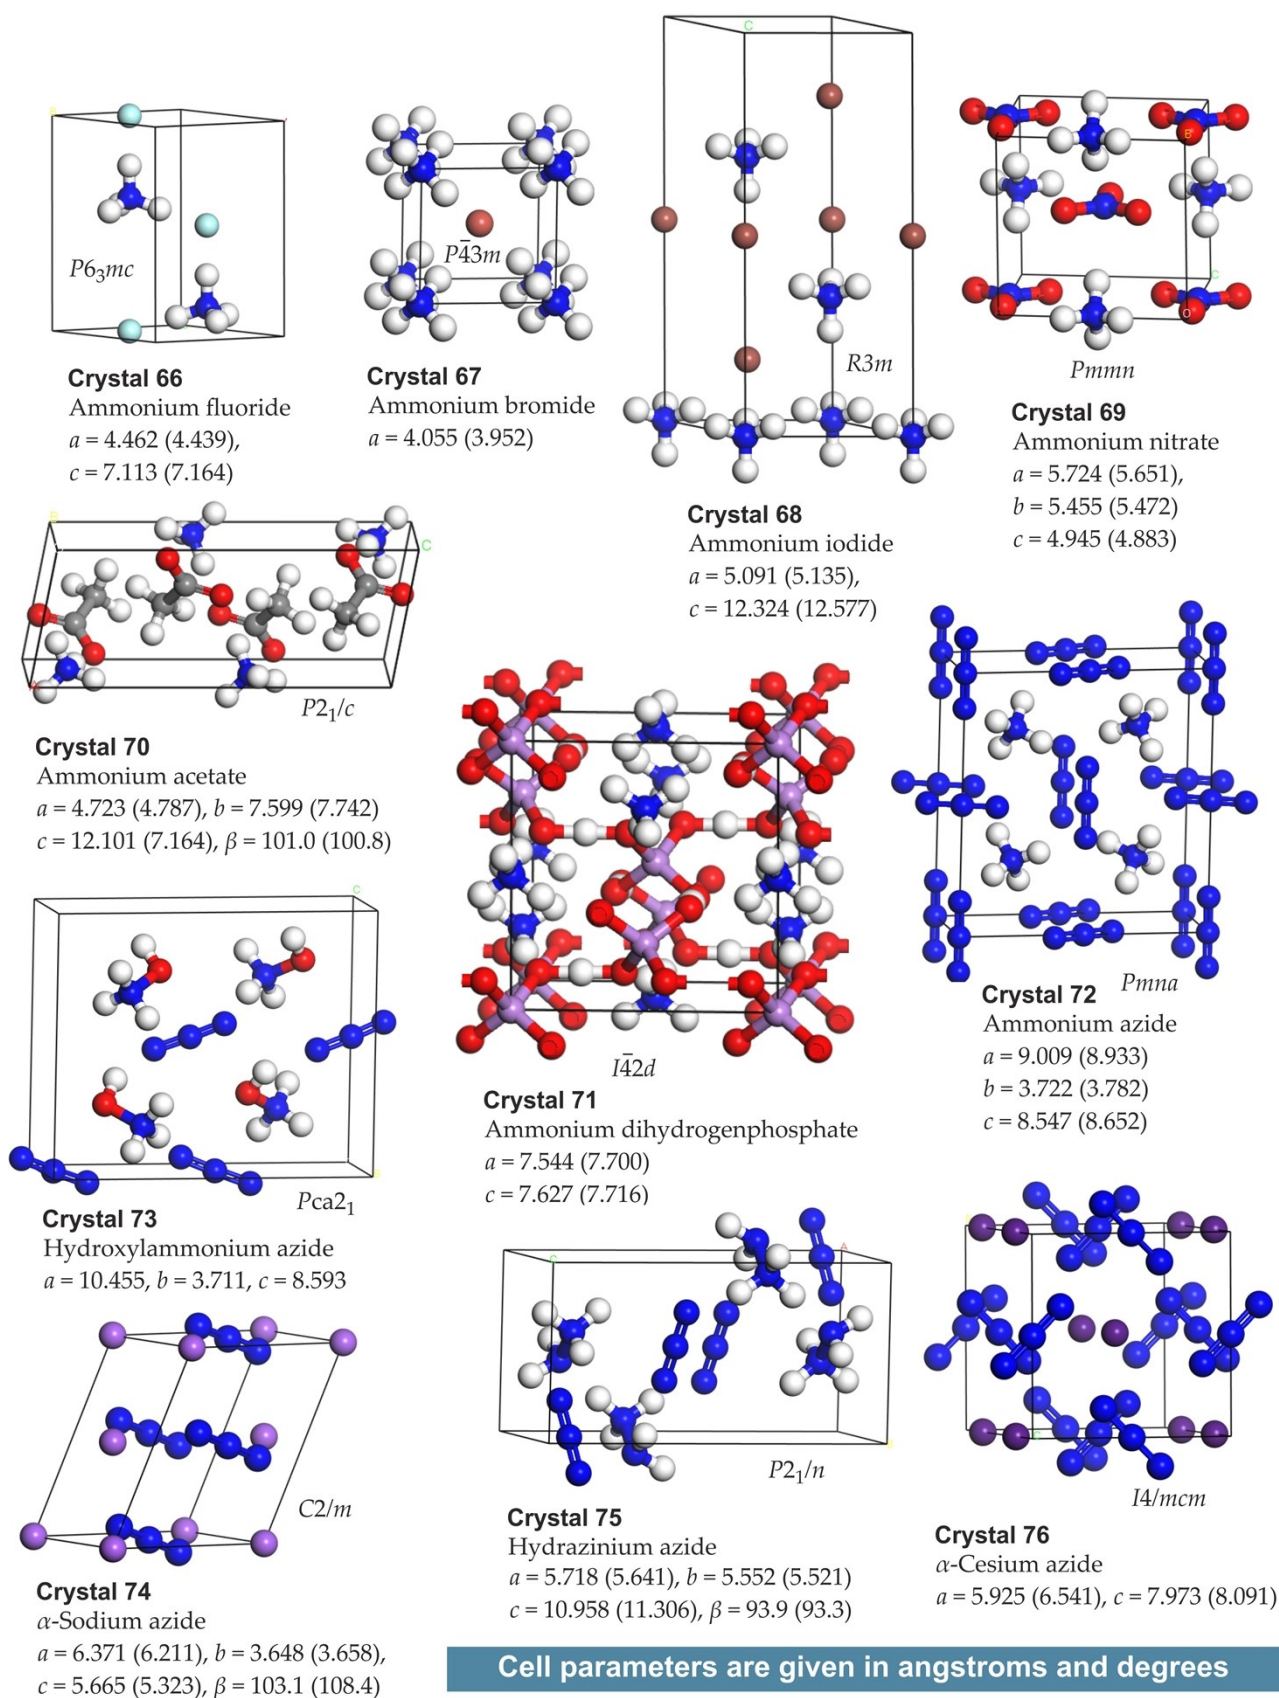 P6₃mc
Crystal 66
Ammonium fluoride
a = 4.462 (4.439),
c = 7.113 (7.164)
P4̅3m
Crystal 67
Ammonium bromide
a = 4.055 (3.952)
C
R3m
Crystal 68
Ammonium iodide
a = 5.091 (5.135),
c = 12.324 (12.577)
B
C
O
Pmmn
Crystal 69
Ammonium nitrate
a = 5.724 (5.651),
b = 5.455 (5.472)
c = 4.945 (4.883)
B
C
A
P2₁/c
Crystal 70
Ammonium acetate
a = 4.723 (4.787), b = 7.599 (7.742)
c = 12.101 (7.164), β = 101.0 (100.8)
I4̅2d
Crystal 71
Ammonium dihydrogenphosphate
a = 7.544 (7.700)
c = 7.627 (7.716)
Pmna
Crystal 72
Ammonium azide
a = 9.009 (8.933)
b = 3.722 (3.782)
c = 8.547 (8.652)
C
Pca2₁
Crystal 73
Hydroxylammonium azide
a = 10.455, b = 3.711, c = 8.593
C2/m
Crystal 74
α-Sodium azide
a = 6.371 (6.211), b = 3.648 (3.658),
c = 5.665 (5.323), β = 103.1 (108.4)
C
A
P2₁/n
Crystal 75
Hydrazinium azide
a = 5.718 (5.641), b = 5.552 (5.521)
c = 10.958 (11.306), β = 93.9 (93.3)
C
I4/mcm
Crystal 76
α-Cesium azide
a = 5.925 (6.541), c = 7.973 (8.091)
Cell parameters are given in angstroms and degrees